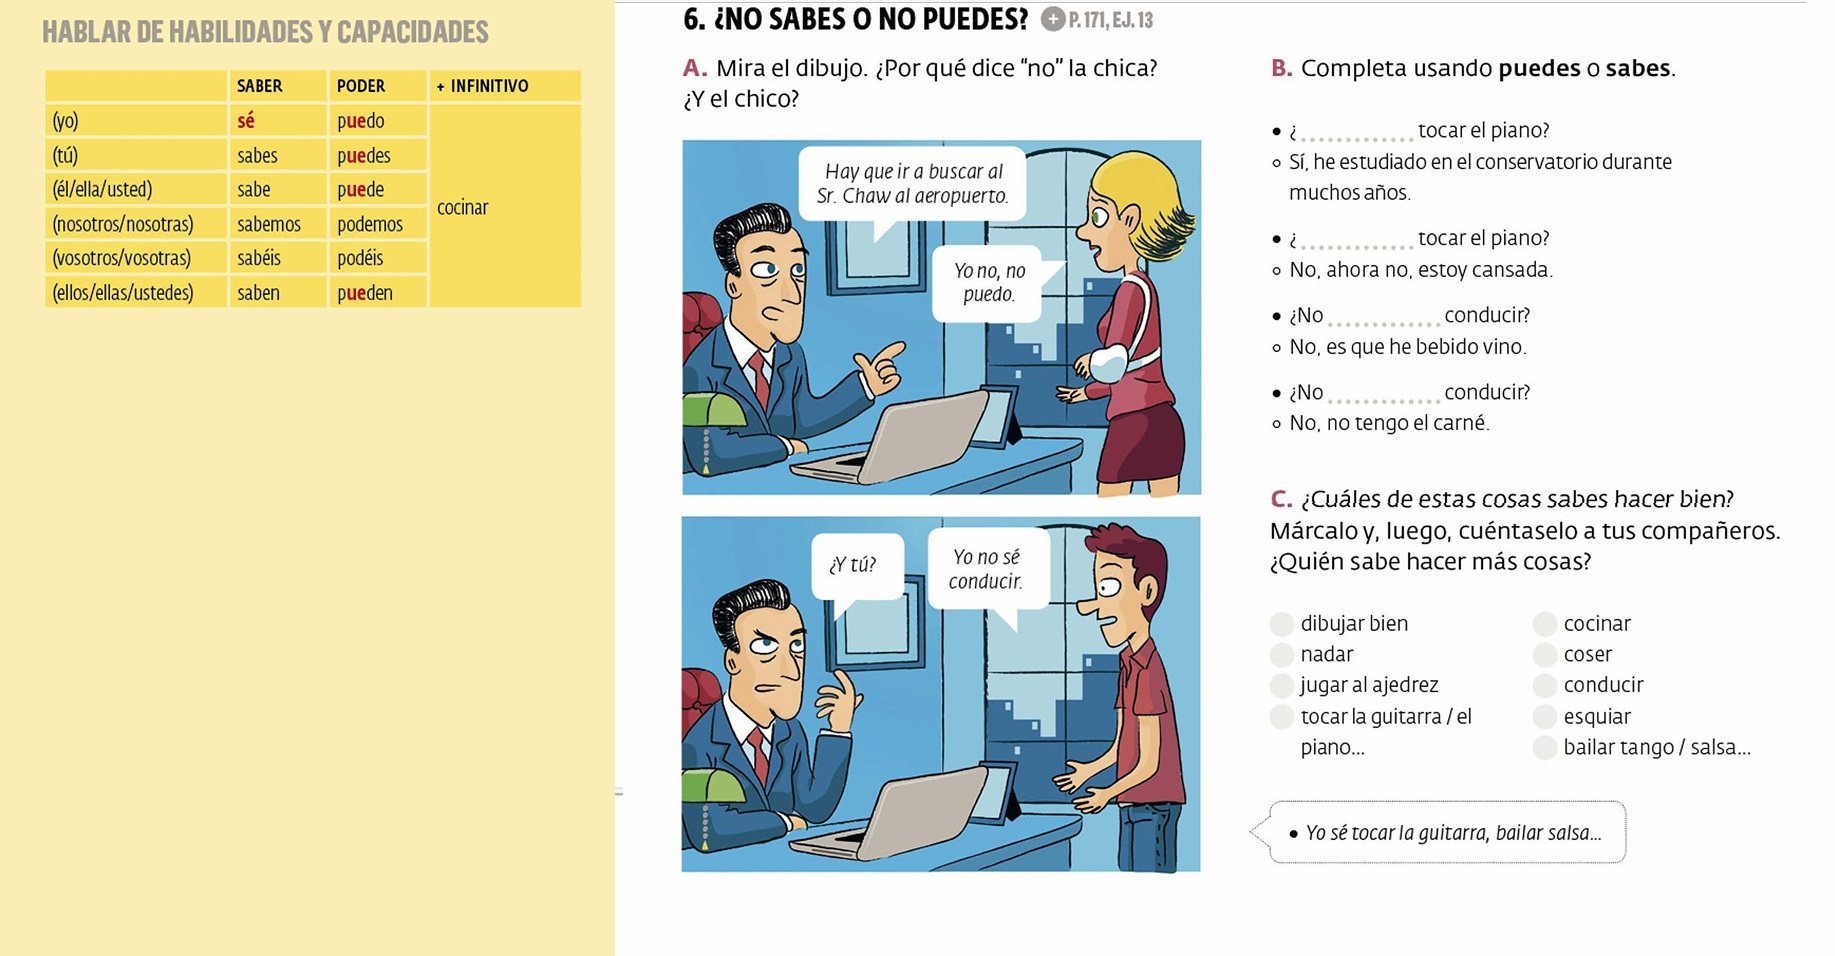 HABLAR DE HABILIDADES Y CAPACIDADES
SABER PODER + INFINITIVO
(yo) sé puedo
(tú) sabes puedes
(él/ella/usted) sabe puede
cocinar
(nosotros/nosotras) sabemos podemos
(vosotros/vosotras) sabéis podéis
(ellos/ellas/ustedes) saben pueden
6. ¿NO SABES O NO PUEDES? + P. 171, EJ. 13
A. Mira el dibujo. ¿Por qué dice “no” la chica?
¿Y el chico?
Hay que ir a buscar al
Sr. Chaw al aeropuerto.
Yo no, no
puedo.
¿Y tú?
Yo no sé
conducir.
B. Completa usando puedes o sabes.
• ¿ ............. tocar el piano?
○ Sí, he estudiado en el conservatorio durante
muchos años.
• ¿ ............. tocar el piano?
○ No, ahora no, estoy cansada.
• ¿No ............. conducir?
○ No, es que he bebido vino.
• ¿No ............. conducir?
○ No, no tengo el carné.
C. ¿Cuáles de estas cosas sabes hacer bien?
Márcalo y, luego, cuéntaselo a tus compañeros.
¿Quién sabe hacer más cosas?
dibujar bien
nadar
jugar al ajedrez
tocar la guitarra / el
piano...
cocinar
coser
conducir
esquiar
bailar tango / salsa...
• Yo sé tocar la guitarra, bailar salsa...